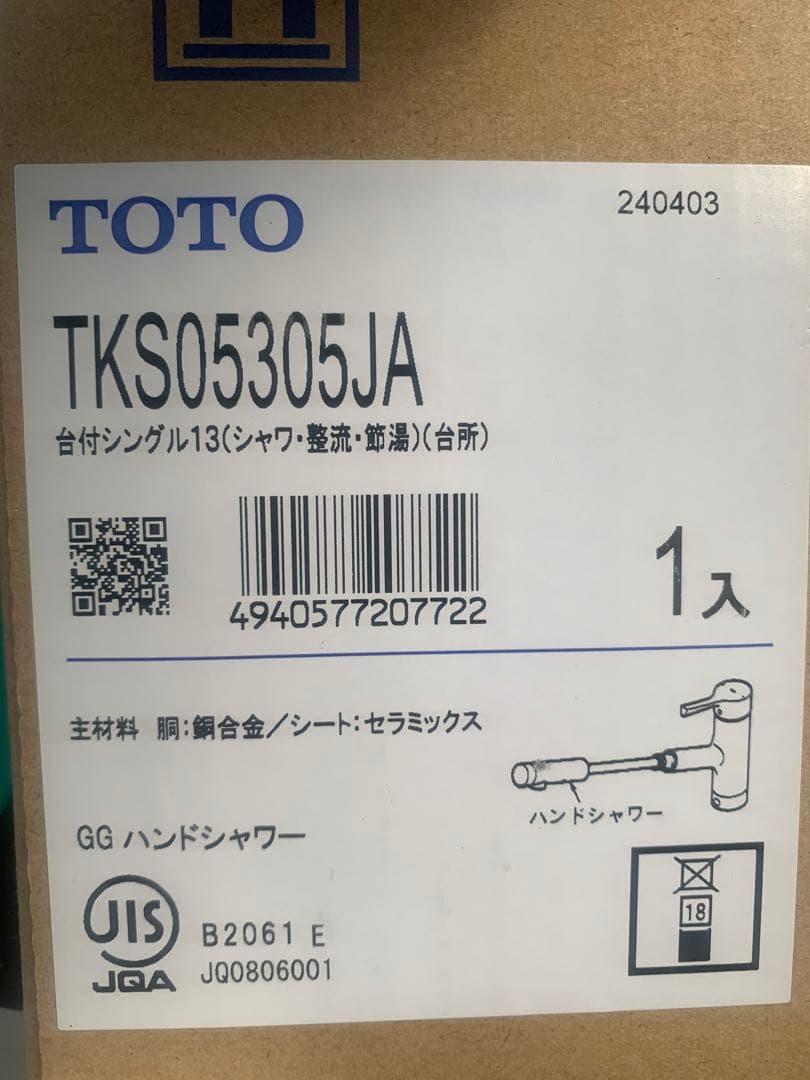 TOTO
240403
TKS05305JA
台付シングル13(シャワ・整流・節湯)(台所)
4940577207722
1入
主材料 胴:銅合金/シート:セラミックス
ハンドシャワー
GG ハンドシャワー
JIS
JQA
B2061 E
JQ0806001
18